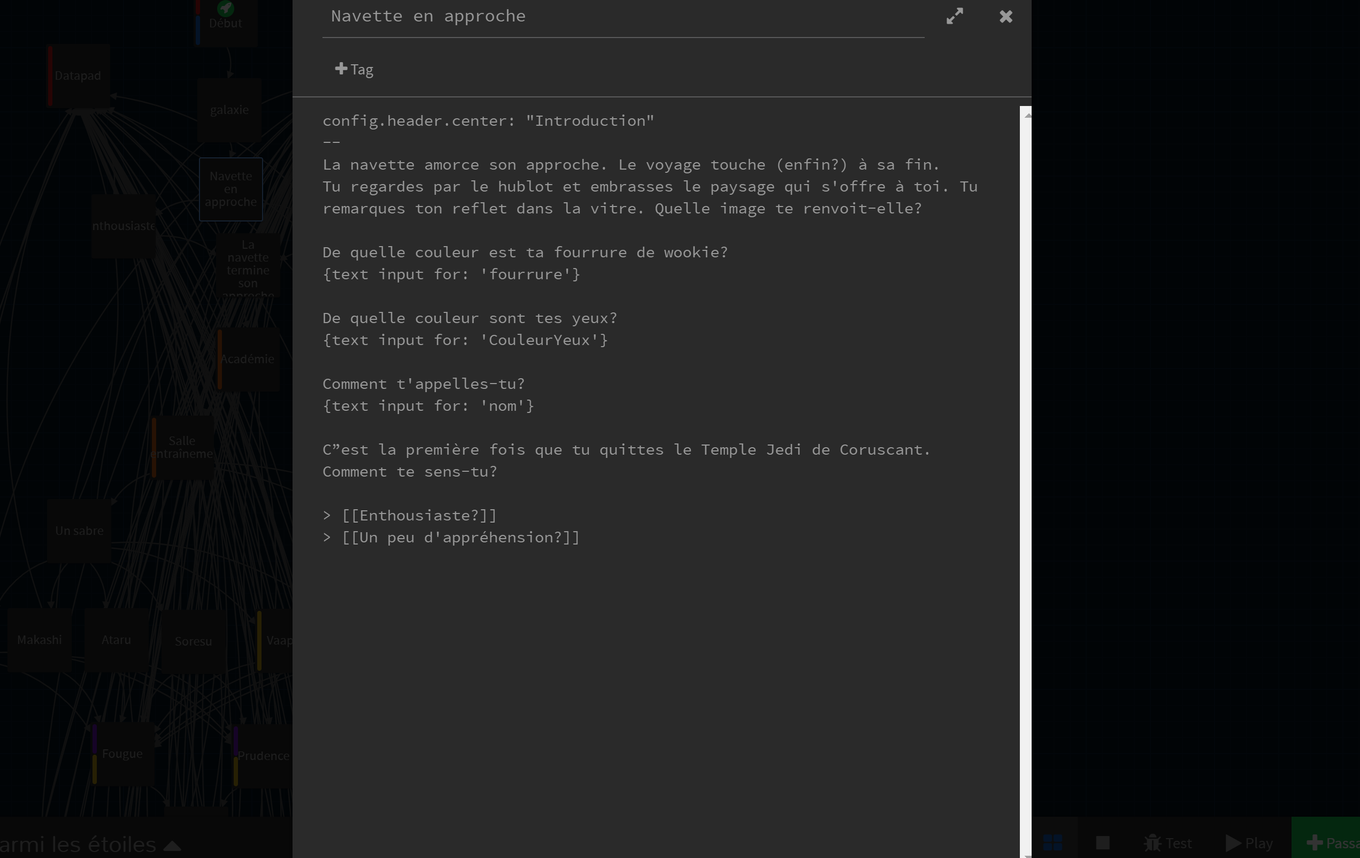 Navette en approche
+Tag
config.header.center: "Introduction"
--
La navette amorce son approche. Le voyage touche (enfin?) à sa fin.
Tu regardes par le hublot et embrasses le paysage qui s'offre à toi. Tu
remarques ton reflet dans la vitre. Quelle image te renvoit-elle?
De quelle couleur est ta fourrure de wookie?
{text input for: 'fourrure'}
De quelle couleur sont tes yeux?
{text input for: 'CouleurYeux'}
Comment t'appelles-tu?
{text input for: 'nom'}
C”est la première fois que tu quittes le Temple Jedi de Coruscant.
Comment te sens-tu?
> [[Enthousiaste?]]
> [[Un peu d'appréhension?]]
Début
Datapad
galaxie
Navette
en
approche
nthousiaste
La
navette
termine
son
approche
Académie
Salle
entraineme
Un sabre
Makashi
Ataru
Soresu
Vaap
Fougue
Prudence
armi les étoiles
Test
Play
+Passa